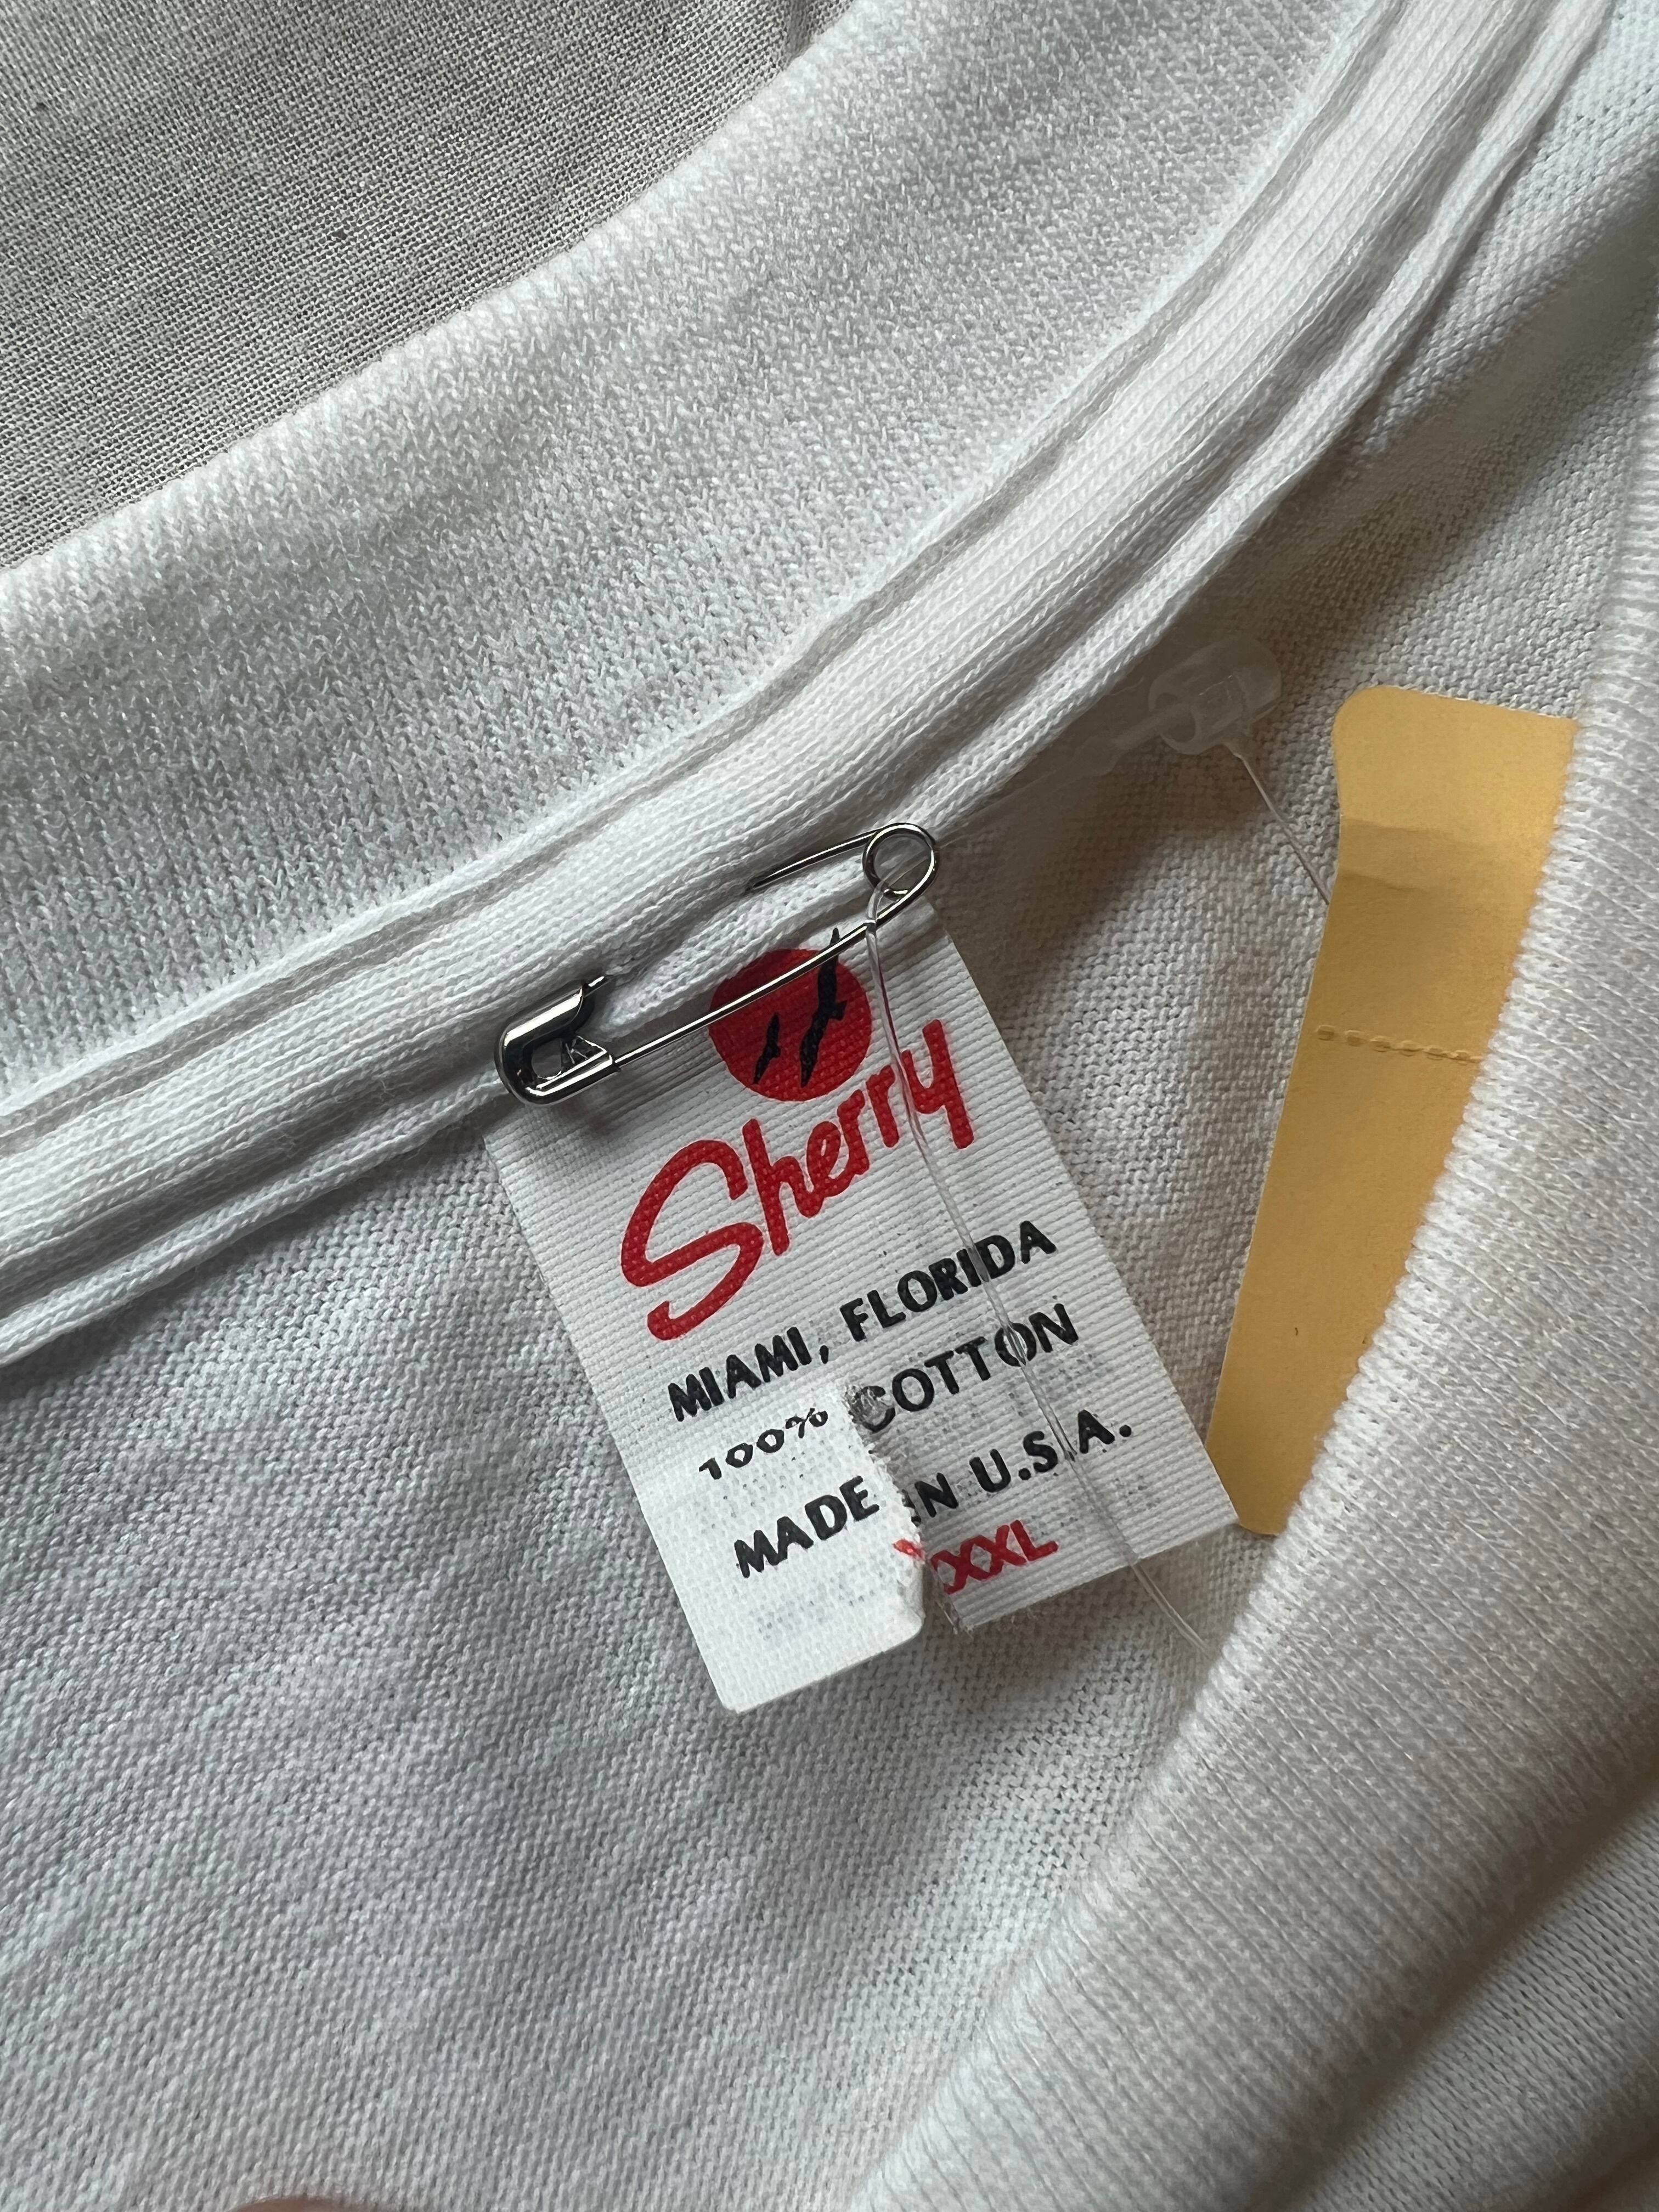 Sherry
MIAMI, FLORIDA
100% COTTON
MADE IN U.S.A.
XXXL